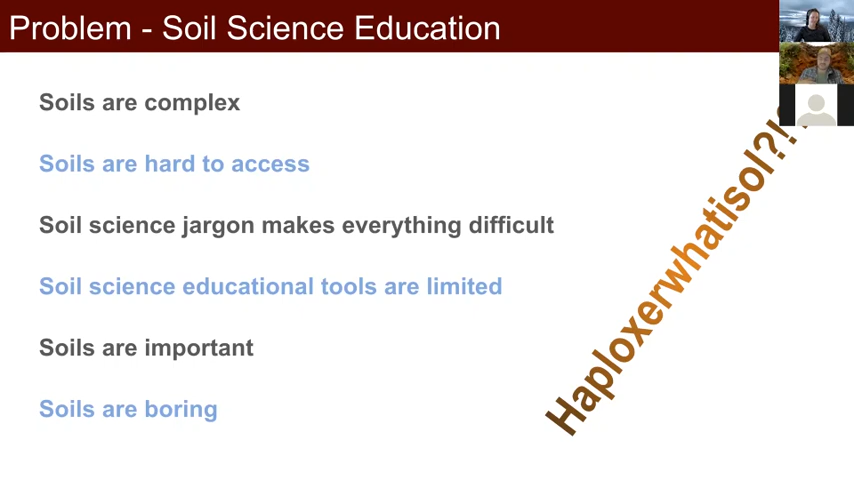 Problem - Soil Science Education
Soils are complex
Soils are hard to access
Soil science jargon makes everything difficult
Soil science educational tools are limited
Soils are important
Soils are boring
Haploxerwhatisol?!